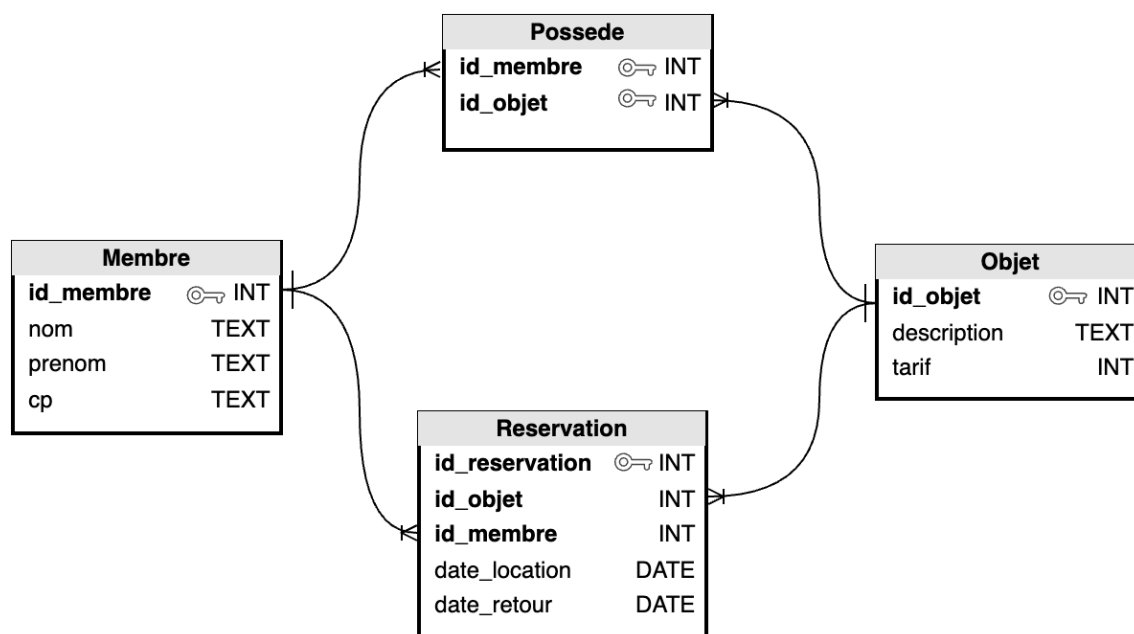 Possede
id_membre INT
id_objet INT
Membre
id_membre INT
nom TEXT
prenom TEXT
cp TEXT
Objet
id_objet INT
description TEXT
tarif INT
Reservation
id_reservation INT
id_objet INT
id_membre INT
date_location DATE
date_retour DATE